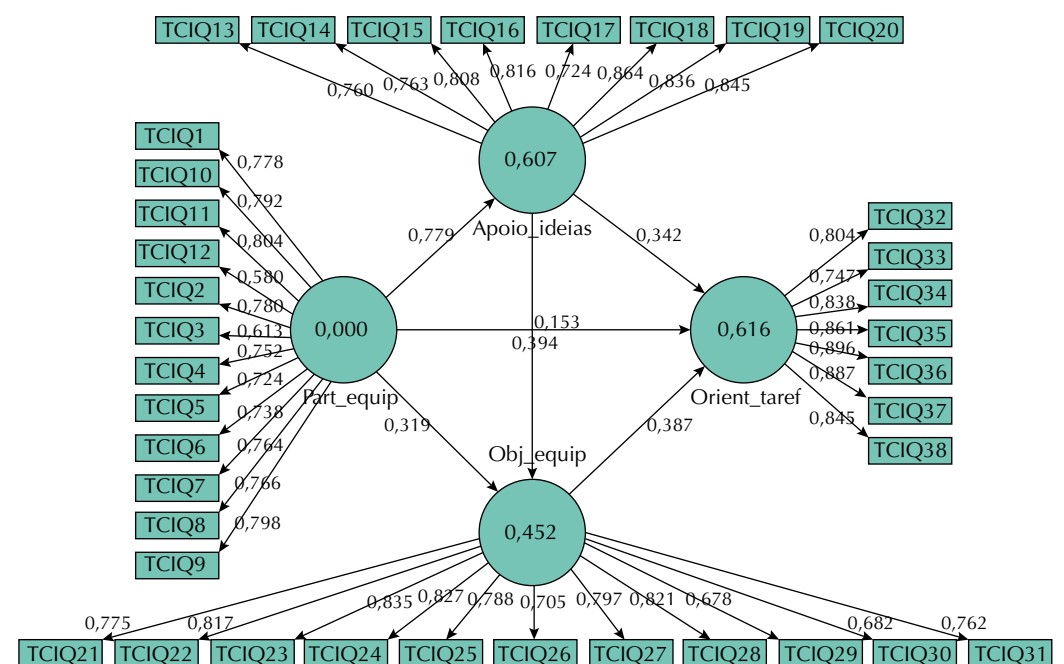 TCIQ13 TCIQ14 TCIQ15 TCIQ16 TCIQ17 TCIQ18 TCIQ19 TCIQ20
0,760 0,763 0,808 0,816 0,724 0,864 0,836 0,845
TCIQ1
TCIQ10
TCIQ11
TCIQ12
TCIQ2
TCIQ3
TCIQ4
TCIQ5
TCIQ6
TCIQ7
TCIQ8
TCIQ9
0,778
0,792
0,804
0,580
0,780
0,613
0,752
0,724
0,738
0,764
0,766
0,798
0,607
Apoio_ideias
0,779
0,342
0,000
Part_equip
0,153
0,394
0,616
Orient_taref
0,319
0,387
Obj_equip
0,452
0,804
0,747
0,838
0,861
0,896
0,887
0,845
TCIQ32
TCIQ33
TCIQ34
TCIQ35
TCIQ36
TCIQ37
TCIQ38
0,775 0,817 0,835 0,827 0,788 0,705 0,797 0,821 0,678 0,682 0,762
TCIQ21 TCIQ22 TCIQ23 TCIQ24 TCIQ25 TCIQ26 TCIQ27 TCIQ28 TCIQ29 TCIQ30 TCIQ31